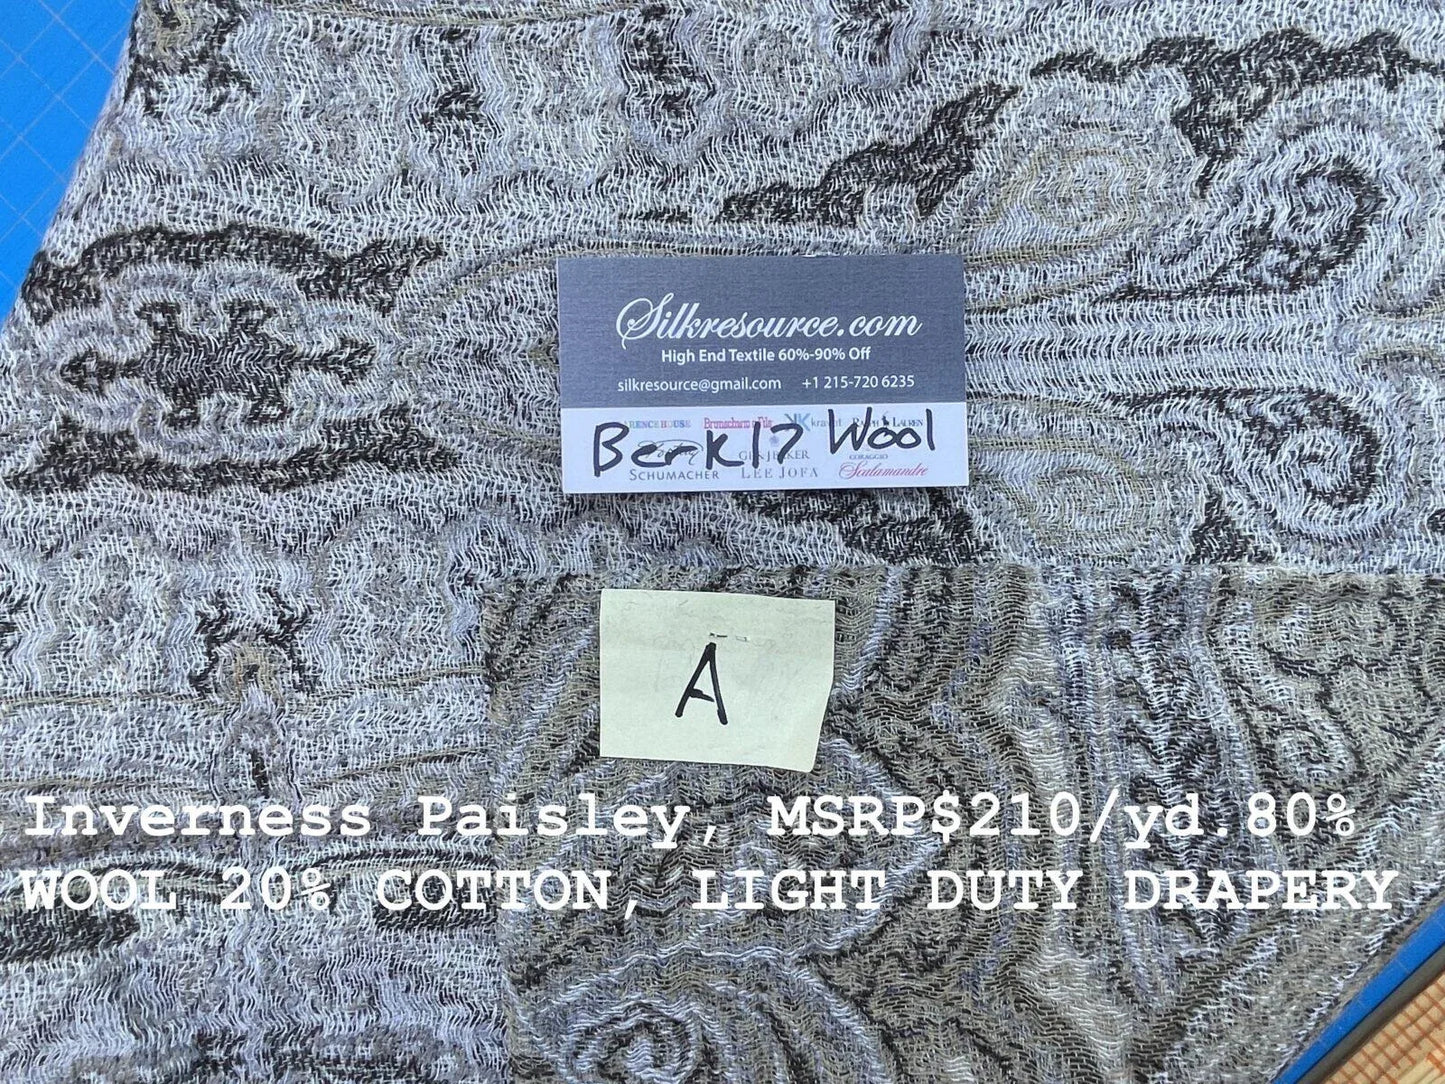 Silkresource.com
High End Textile 60%-90% Off
silkresource@gmail.com +1 215-720 6235
Wool
SCHUMACHER LEE JOFA Scalamandre
CORAGGIO
A
Inverness Paisley, MSRP$210/yd.80%
WOOL 20% COTTON, LIGHT DUTY DRAPERY